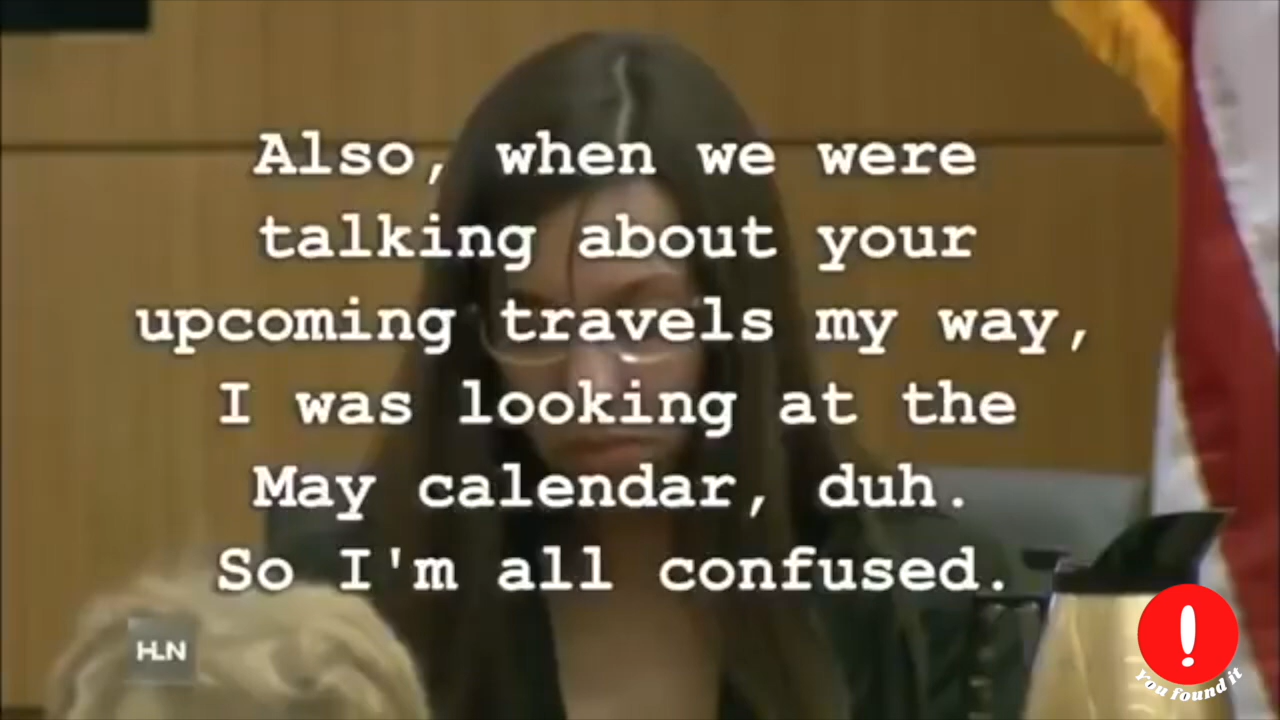 Also, when we were
talking about your
upcoming travels my way,
I was looking at the
May calendar, duh.
So I'm all confused.
HLN
!
You found it